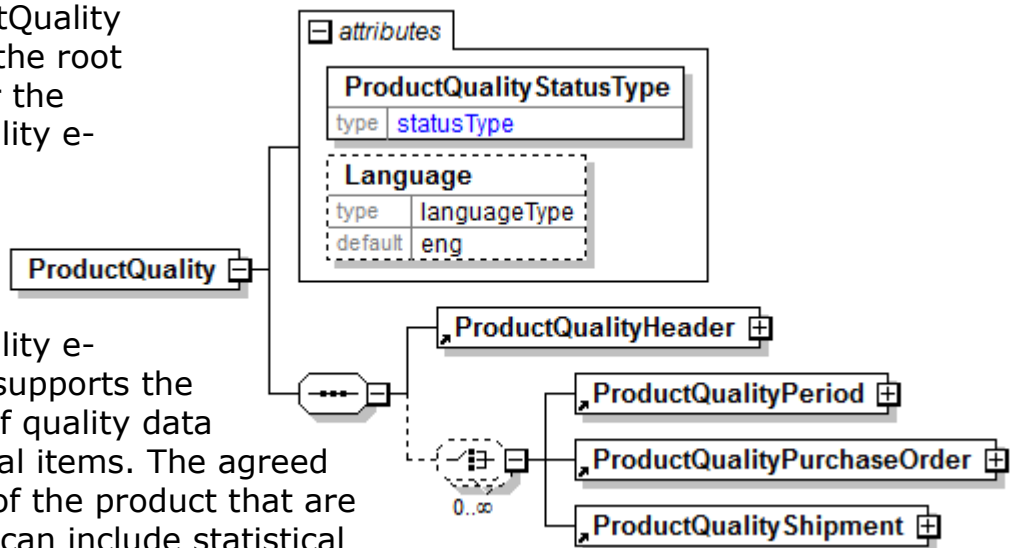 tQuality
the root
r the
lity e-
attributes
ProductQualityStatusType
type statusType
Language
type languageType
default eng
ProductQuality
ProductQualityHeader
lity e-
supports the
f quality data
al items. The agreed
of the product that are
can include statistical
ProductQualityPeriod
ProductQualityPurchaseOrder
0..∞
ProductQualityShipment